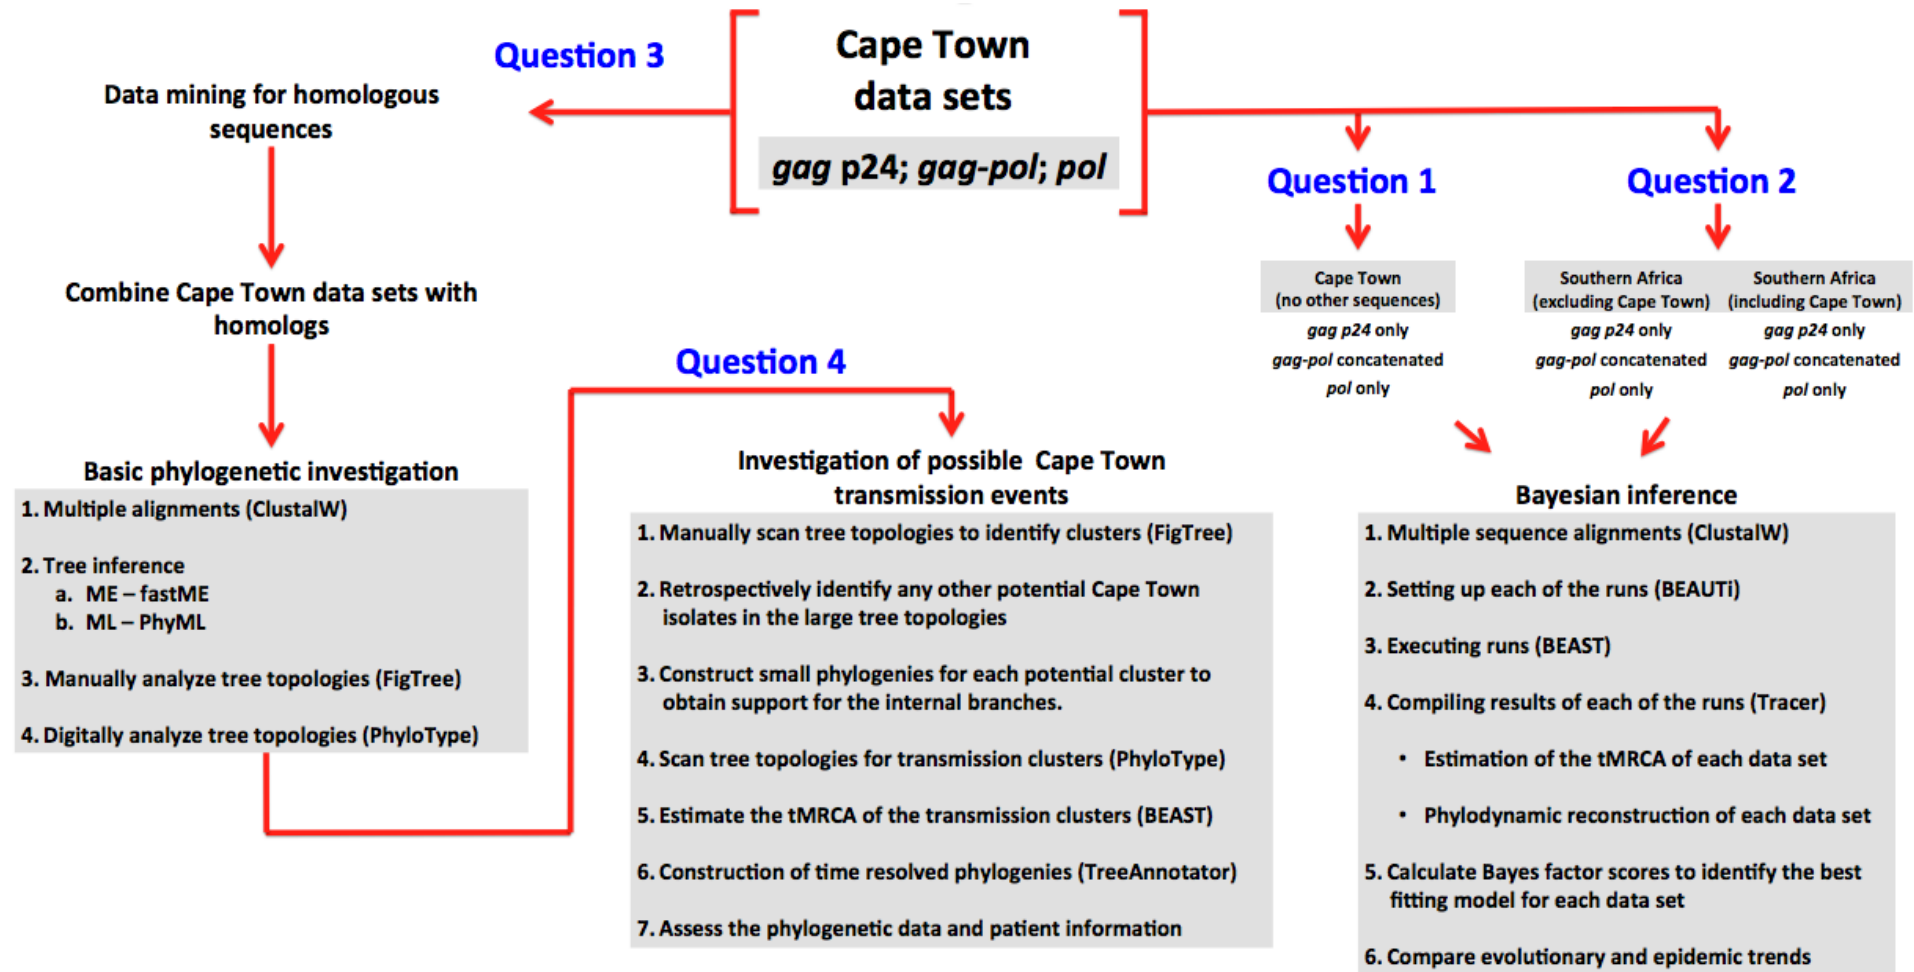 Question 3
Cape Town
data sets
gag p24; gag-pol; pol
Data mining for homologous
sequences
Combine Cape Town data sets with
homologs
Basic phylogenetic investigation
1. Multiple alignments (ClustalW)
2. Tree inference
a. ME – fastME
b. ML – PhyML
3. Manually analyze tree topologies (FigTree)
4. Digitally analyze tree topologies (PhyloType)
Question 4
Investigation of possible Cape Town
transmission events
1. Manually scan tree topologies to identify clusters (FigTree)
2. Retrospectively identify any other potential Cape Town
isolates in the large tree topologies
3. Construct small phylogenies for each potential cluster to
obtain support for the internal branches.
4. Scan tree topologies for transmission clusters (PhyloType)
5. Estimate the tMRCA of the transmission clusters (BEAST)
6. Construction of time resolved phylogenies (TreeAnnotator)
7. Assess the phylogenetic data and patient information
Question 1
Cape Town
(no other sequences)
gag p24 only
gag-pol concatenated
pol only
Question 2
Southern Africa
(excluding Cape Town)
gag p24 only
gag-pol concatenated
pol only
Southern Africa
(including Cape Town)
gag p24 only
gag-pol concatenated
pol only
Bayesian inference
1. Multiple sequence alignments (ClustalW)
2. Setting up each of the runs (BEAUTi)
3. Executing runs (BEAST)
4. Compiling results of each of the runs (Tracer)
• Estimation of the tMRCA of each data set
• Phylodynamic reconstruction of each data set
5. Calculate Bayes factor scores to identify the best
fitting model for each data set
6. Compare evolutionary and epidemic trends